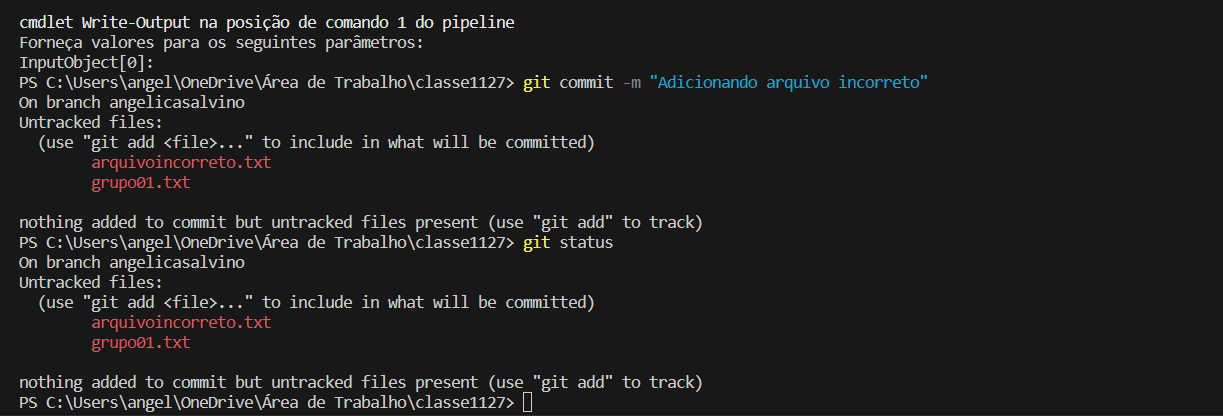 cmdlet Write-Output na posição de comando 1 do pipeline
Forneça valores para os seguintes parâmetros:
InputObject[0]:
PS C:\Users\angel\OneDrive\Área de Trabalho\classe1127> git commit -m "Adicionando arquivo incorreto"
On branch angelicasalvino
Untracked files:
  (use "git add <file>..." to include in what will be committed)
        arquivoincorreto.txt
        grupo01.txt

nothing added to commit but untracked files present (use "git add" to track)
PS C:\Users\angel\OneDrive\Área de Trabalho\classe1127> git status
On branch angelicasalvino
Untracked files:
  (use "git add <file>..." to include in what will be committed)
        arquivoincorreto.txt
        grupo01.txt

nothing added to commit but untracked files present (use "git add" to track)
PS C:\Users\angel\OneDrive\Área de Trabalho\classe1127>